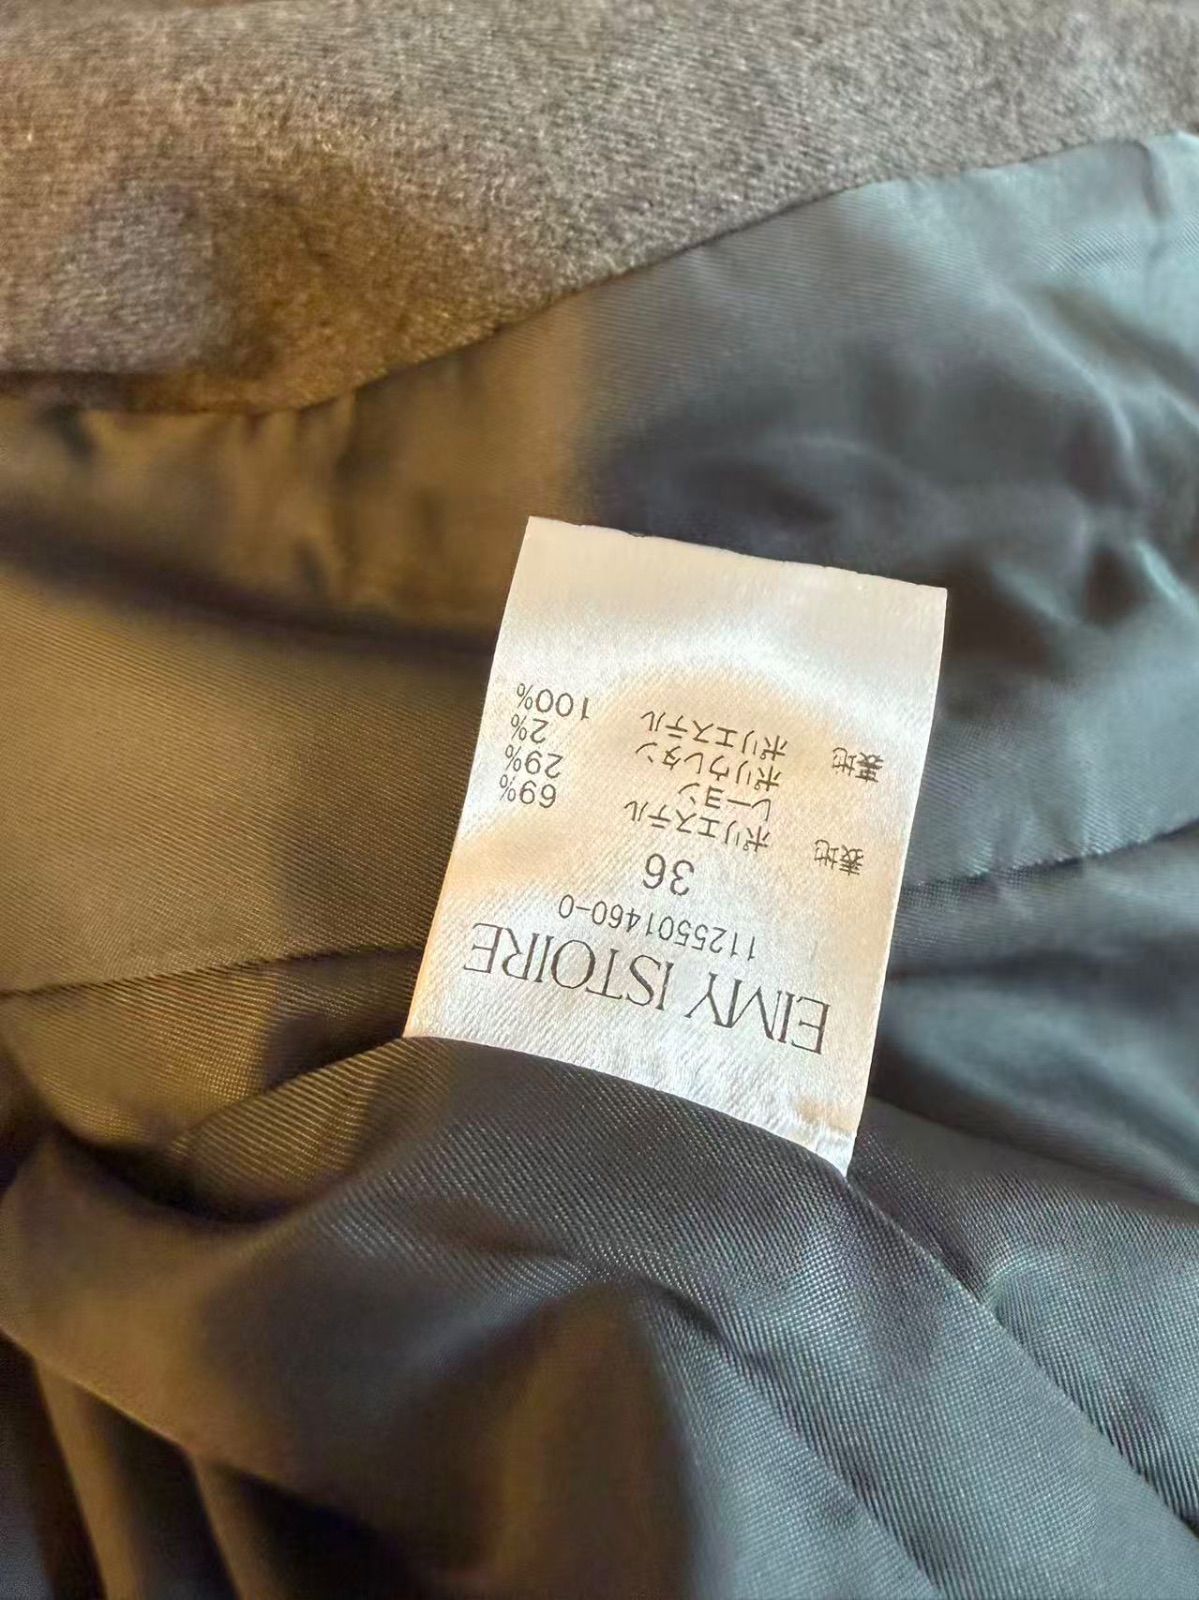 EIMY ISTOIRE
1125501460-0
36
表地 ポリエステル 69%
レーヨン 29%
ポリウレタン 2%
裏地 ポリエステル 100%